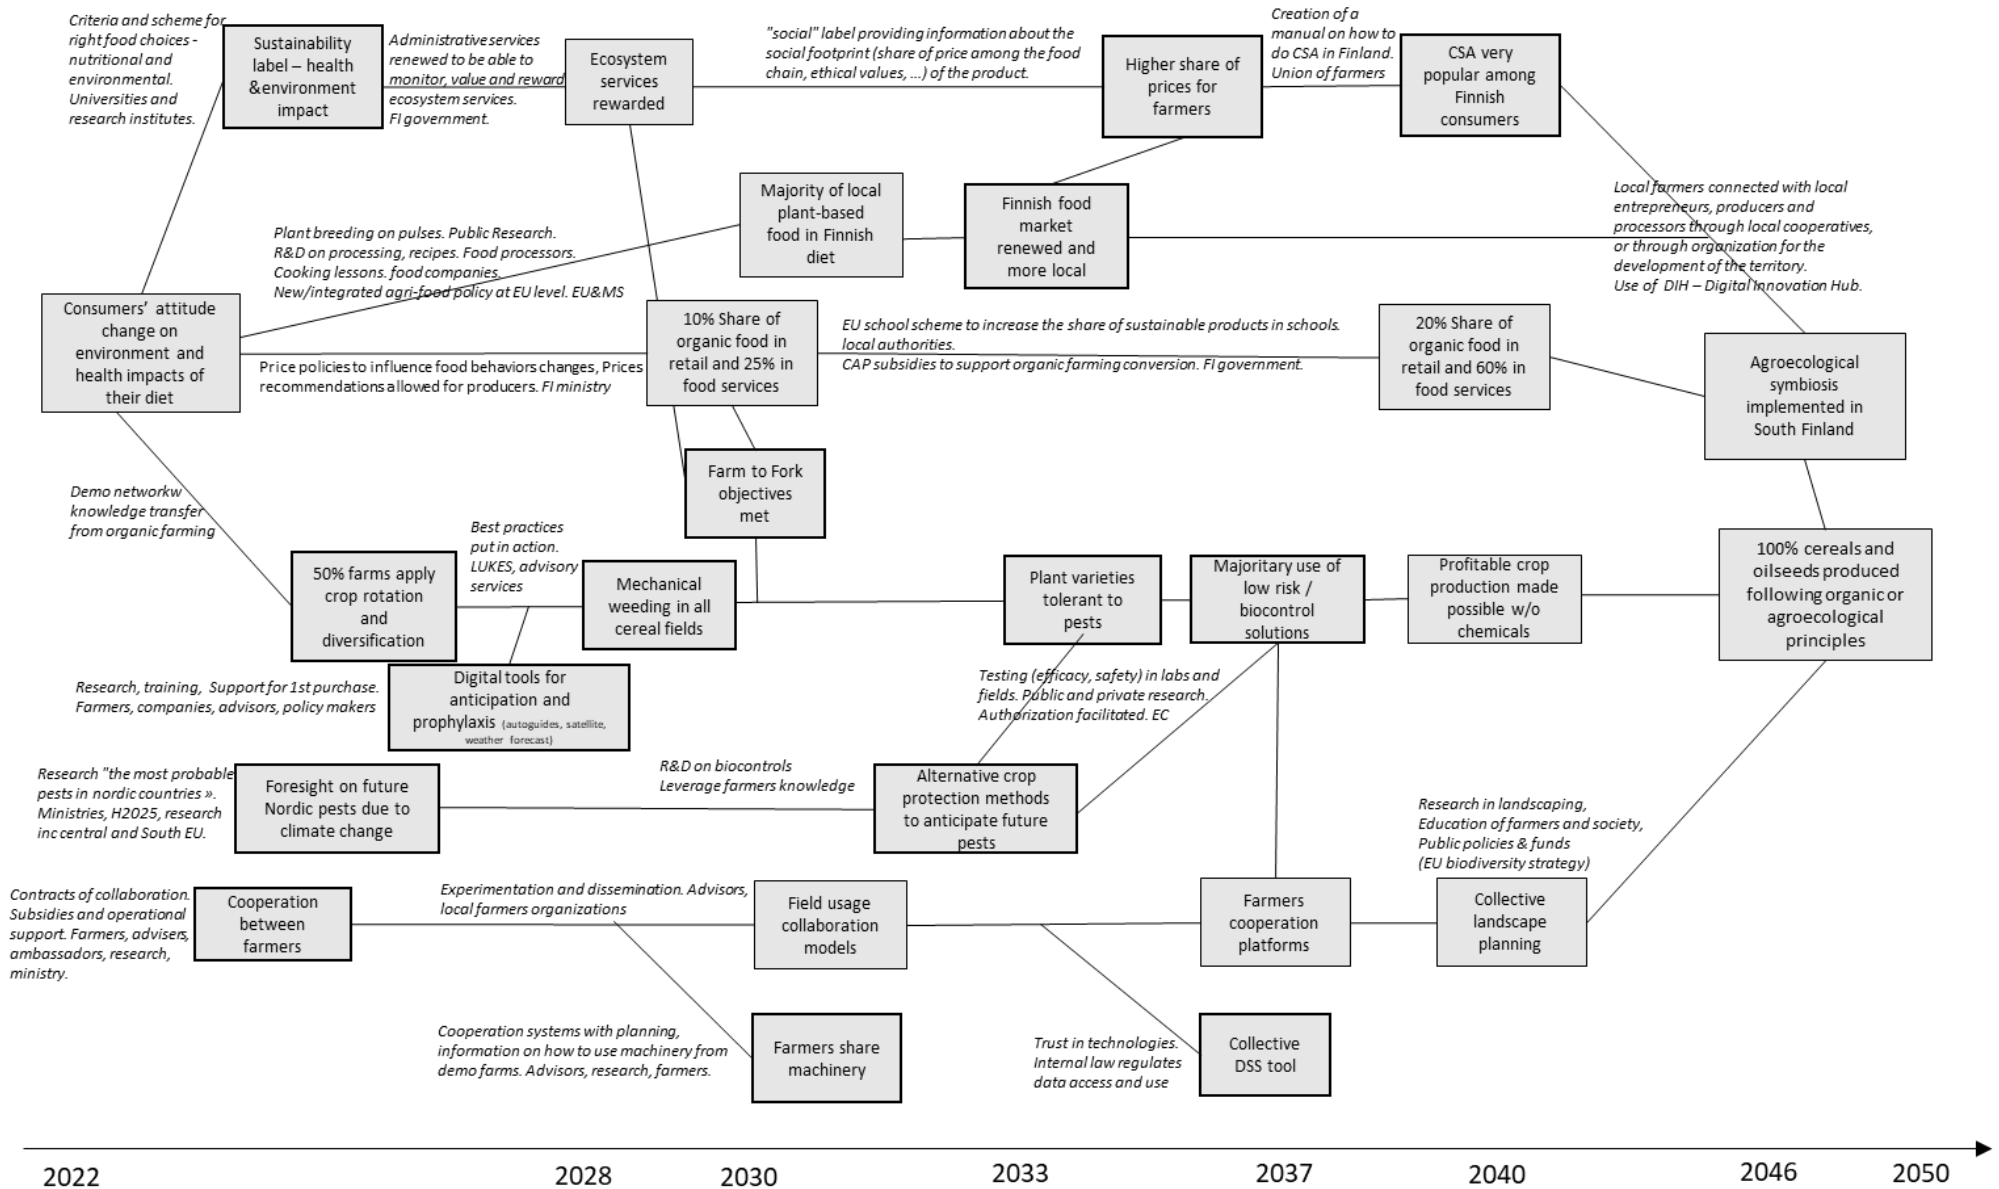 Criteria and scheme for
right food choices -
nutritional and
environmental.
Universities and
research institutes.
Sustainability
label – health
&environment
impact
Administrative services
renewed to be able to
monitor, value and reward
ecosystem services.
FI government.
Ecosystem
services
rewarded
"social" label providing information about the
social footprint (share of price among the food
chain, ethical values, ...) of the product.
Higher share of
prices for
farmers
Creation of a
manual on how to
do CSA in Finland.
Union of farmers
CSA very
popular among
Finnish
consumers
Plant breeding on pulses. Public Research.
R&D on processing, recipes. Food processors.
Cooking lessons. food companies.
New/integrated agri-food policy at EU level. EU&MS
Majority of local
plant-based
food in Finnish
diet
Finnish food
market
renewed and
more local
Local farmers connected with local
entrepreneurs, producers and
processors through local cooperatives,
or through organization for the
development of the territory.
Use of DIH – Digital Innovation Hub.
Consumers' attitude
change on
environment and
health impacts of
their diet
Price policies to influence food behaviors changes, Prices
recommendations allowed for producers. FI ministry
10% Share of
organic food in
retail and 25% in
food services
EU school scheme to increase the share of sustainable products in schools.
local authorities.
CAP subsidies to support organic farming conversion. FI government.
20% Share of
organic food in
retail and 60% in
food services
Agroecological
symbiosis
implemented in
South Finland
Farm to Fork
objectives
met
Demo networkw
knowledge transfer
from organic farming
50% farms apply
crop rotation
and
diversification
Best practices
put in action.
LUKES, advisory
services
Mechanical
weeding in all
cereal fields
Plant varieties
tolerant to
pests
Majoritary use of
low risk /
biocontrol
solutions
Profitable crop
production made
possible w/o
chemicals
100% cereals and
oilseeds produced
following organic or
agroecological
principles
Research, training, Support for 1st purchase.
Farmers, companies, advisors, policy makers
Digital tools for
anticipation and
prophylaxis (autoguides, satellite,
weather forecast)
Testing (efficacy, safety) in labs and
fields. Public and private research.
Authorization facilitated. EC
Research "the most probable
pests in nordic countries ».
Ministries, H2025, research
inc central and South EU.
Foresight on future
Nordic pests due to
climate change
R&D on biocontrols
Leverage farmers knowledge
Alternative crop
protection methods
to anticipate future
pests
Research in landscaping,
Education of farmers and society,
Public policies & funds
(EU biodiversity strategy)
Contracts of collaboration.
Subsidies and operational
support. Farmers, advisers,
ambassadors, research,
ministry.
Cooperation
between
farmers
Experimentation and dissemination. Advisors,
local farmers organizations
Field usage
collaboration
models
Farmers
cooperation
platforms
Collective
landscape
planning
Cooperation systems with planning,
information on how to use machinery from
demo farms. Advisors, research, farmers.
Farmers share
machinery
Trust in technologies.
Internal law regulates
data access and use
Collective
DSS tool
2022
2028
2030
2033
2037
2040
2046
2050